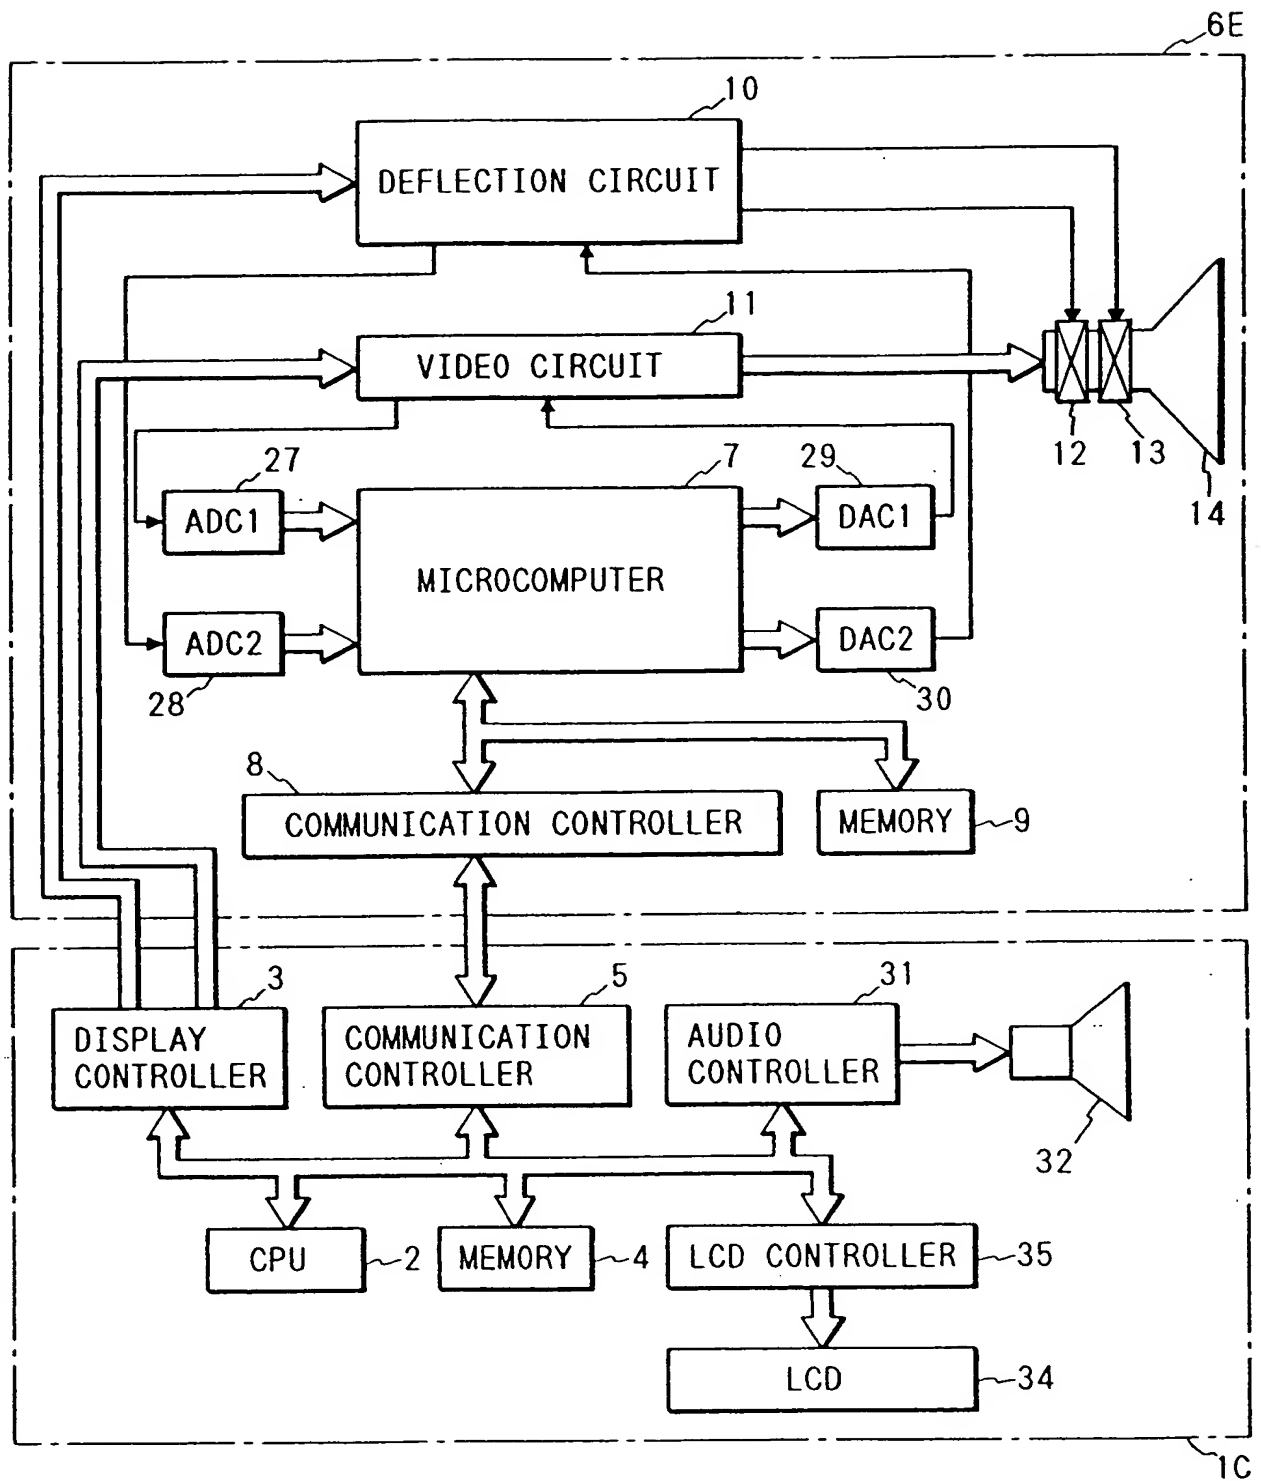 6E
10
DEFLECTION CIRCUIT
11
VIDEO CIRCUIT
12
13
14
27
ADC1
7
MICROCOMPUTER
29
DAC1
ADC2
28
DAC2
30
8
COMMUNICATION CONTROLLER
MEMORY
9
3
DISPLAY
CONTROLLER
5
COMMUNICATION
CONTROLLER
31
AUDIO
CONTROLLER
32
CPU
2
MEMORY
4
LCD CONTROLLER
35
LCD
34
1C